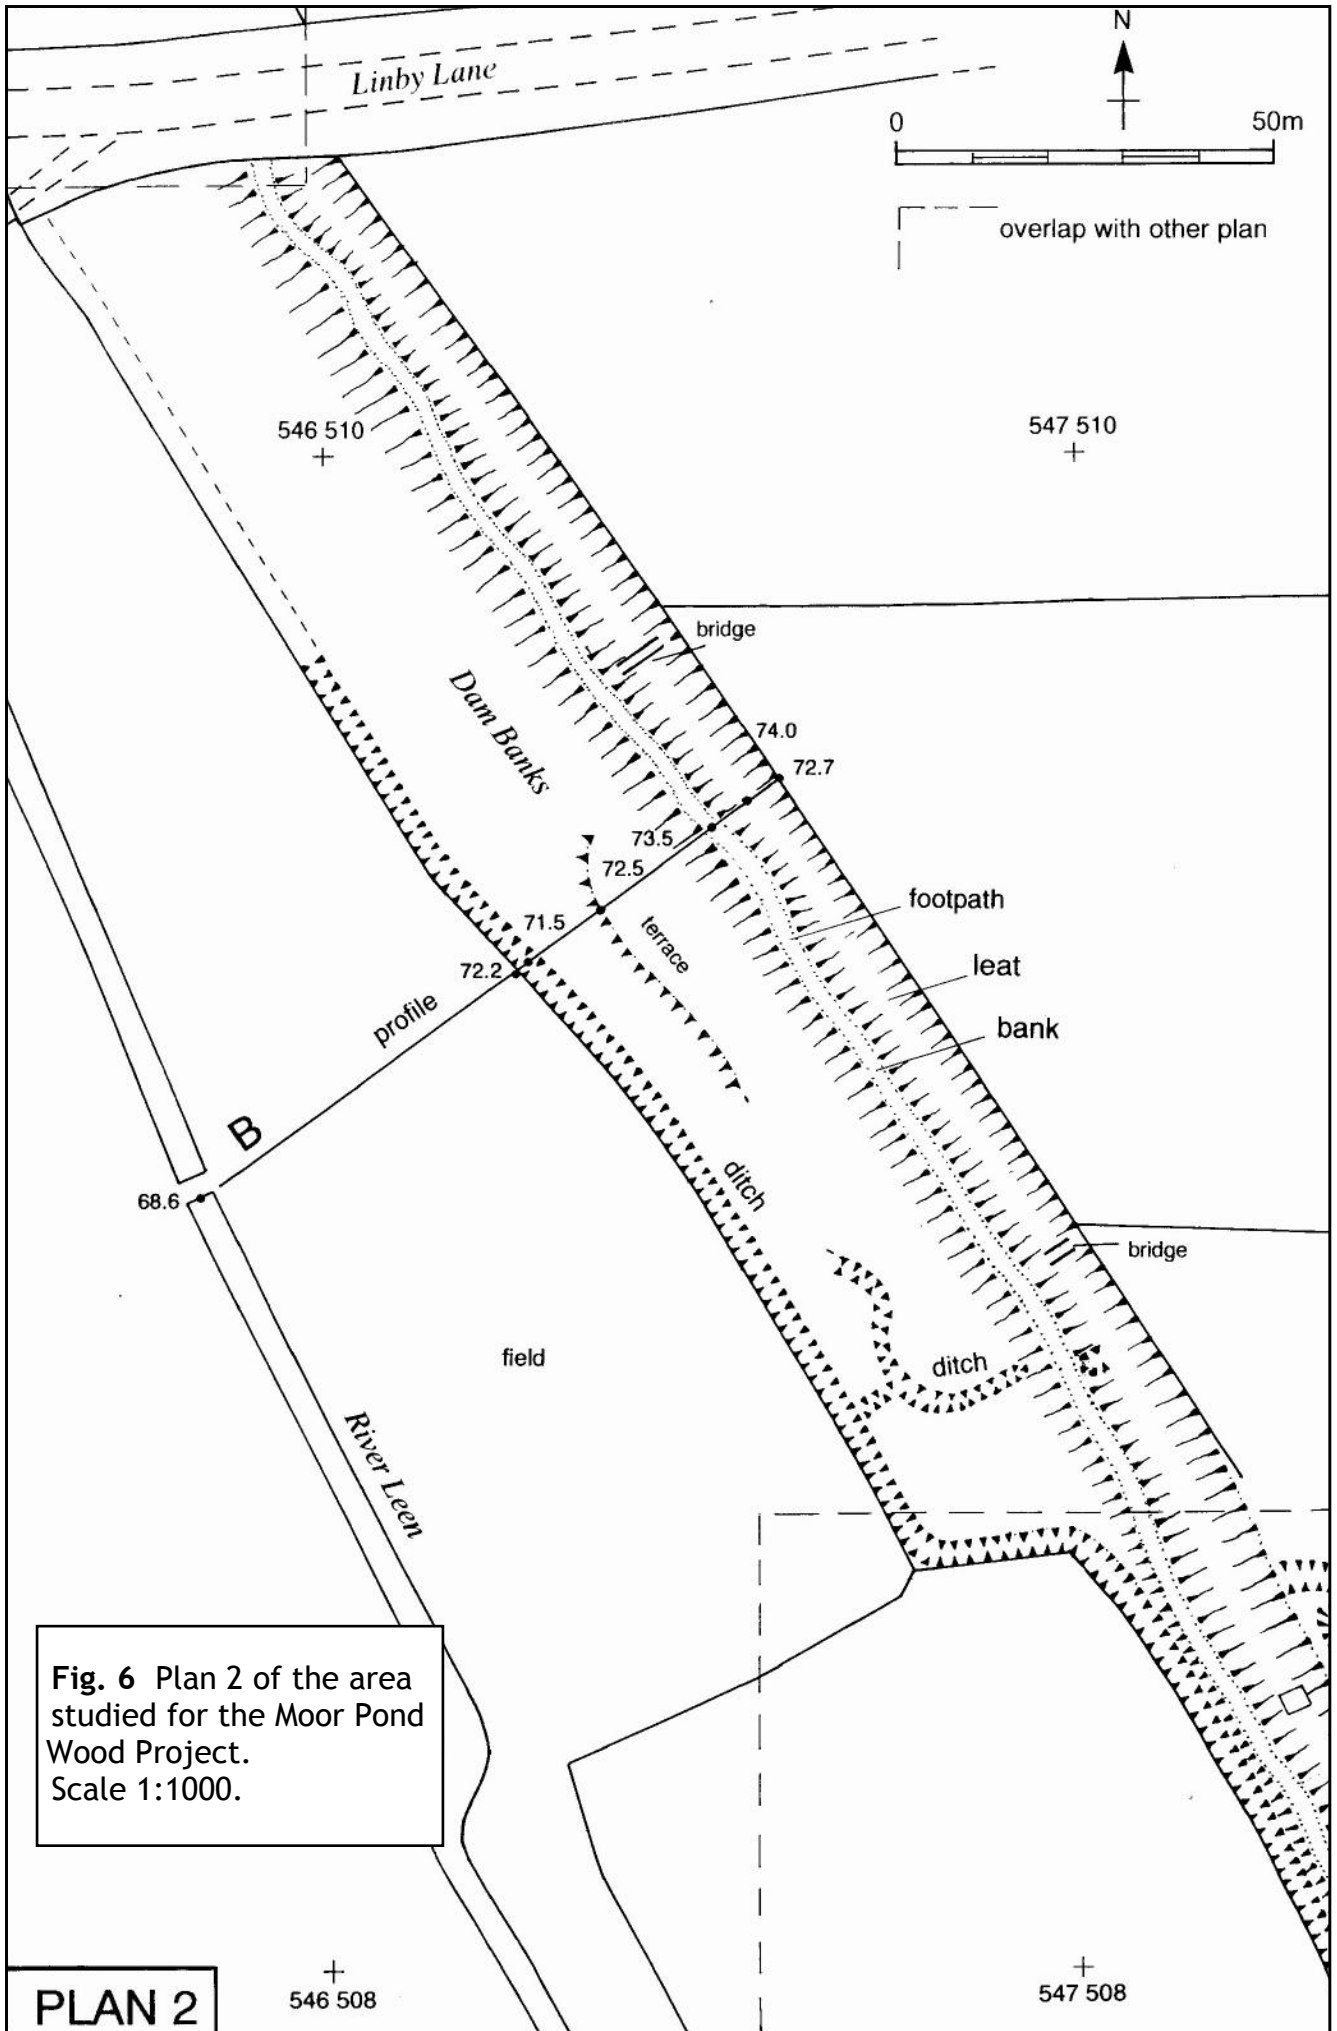 N
Linby Lane
0 50m
overlap with other plan
546 510
547 510
bridge
Dam Banks
74.0
72.7
73.5
72.5
footpath
71.5
terrace
leat
72.2
profile
bank
B
ditch
68.6
bridge
field
ditch
River Leen
Fig. 6 Plan 2 of the area
studied for the Moor Pond
Wood Project.
Scale 1:1000.
546 508
547 508
PLAN 2